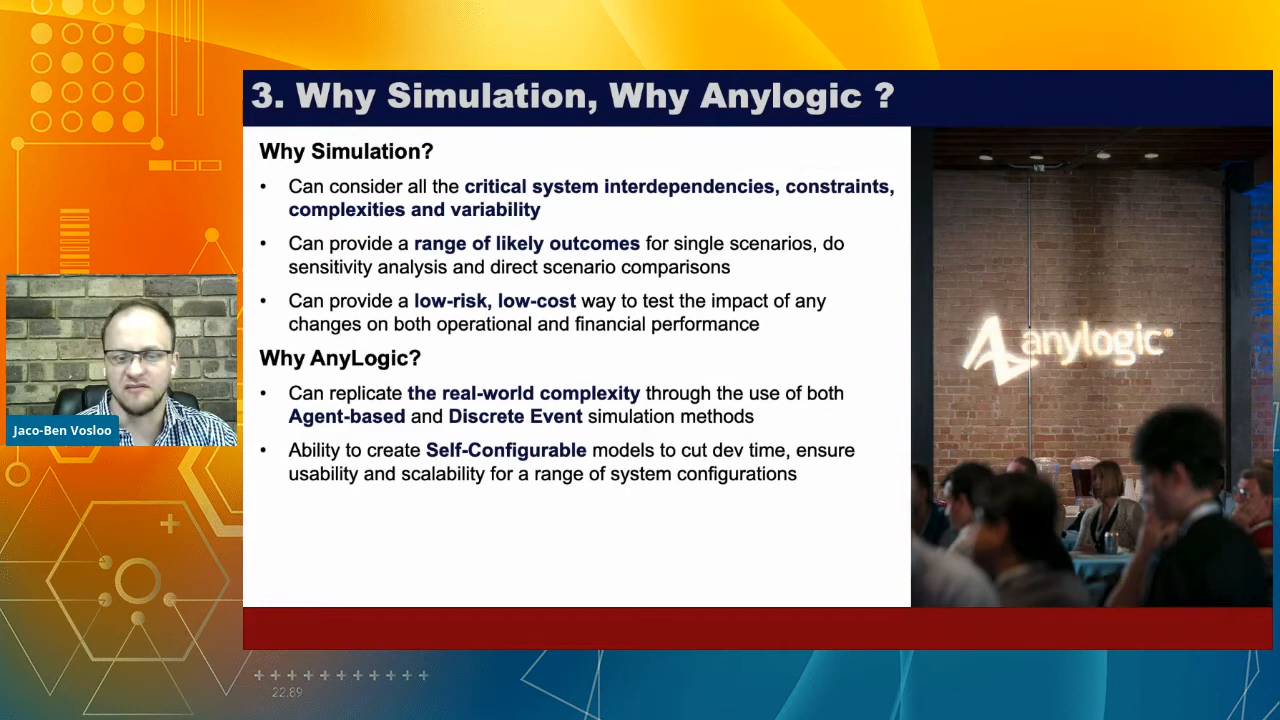 3. Why Simulation, Why Anylogic ?
Why Simulation?
• Can consider all the critical system interdependencies, constraints,
complexities and variability
• Can provide a range of likely outcomes for single scenarios, do
sensitivity analysis and direct scenario comparisons
• Can provide a low-risk, low-cost way to test the impact of any
changes on both operational and financial performance
Why AnyLogic?
• Can replicate the real-world complexity through the use of both
Agent-based and Discrete Event simulation methods
• Ability to create Self-Configurable models to cut dev time, ensure
usability and scalability for a range of system configurations
anylogic®
Jaco-Ben Vosloo
22.89